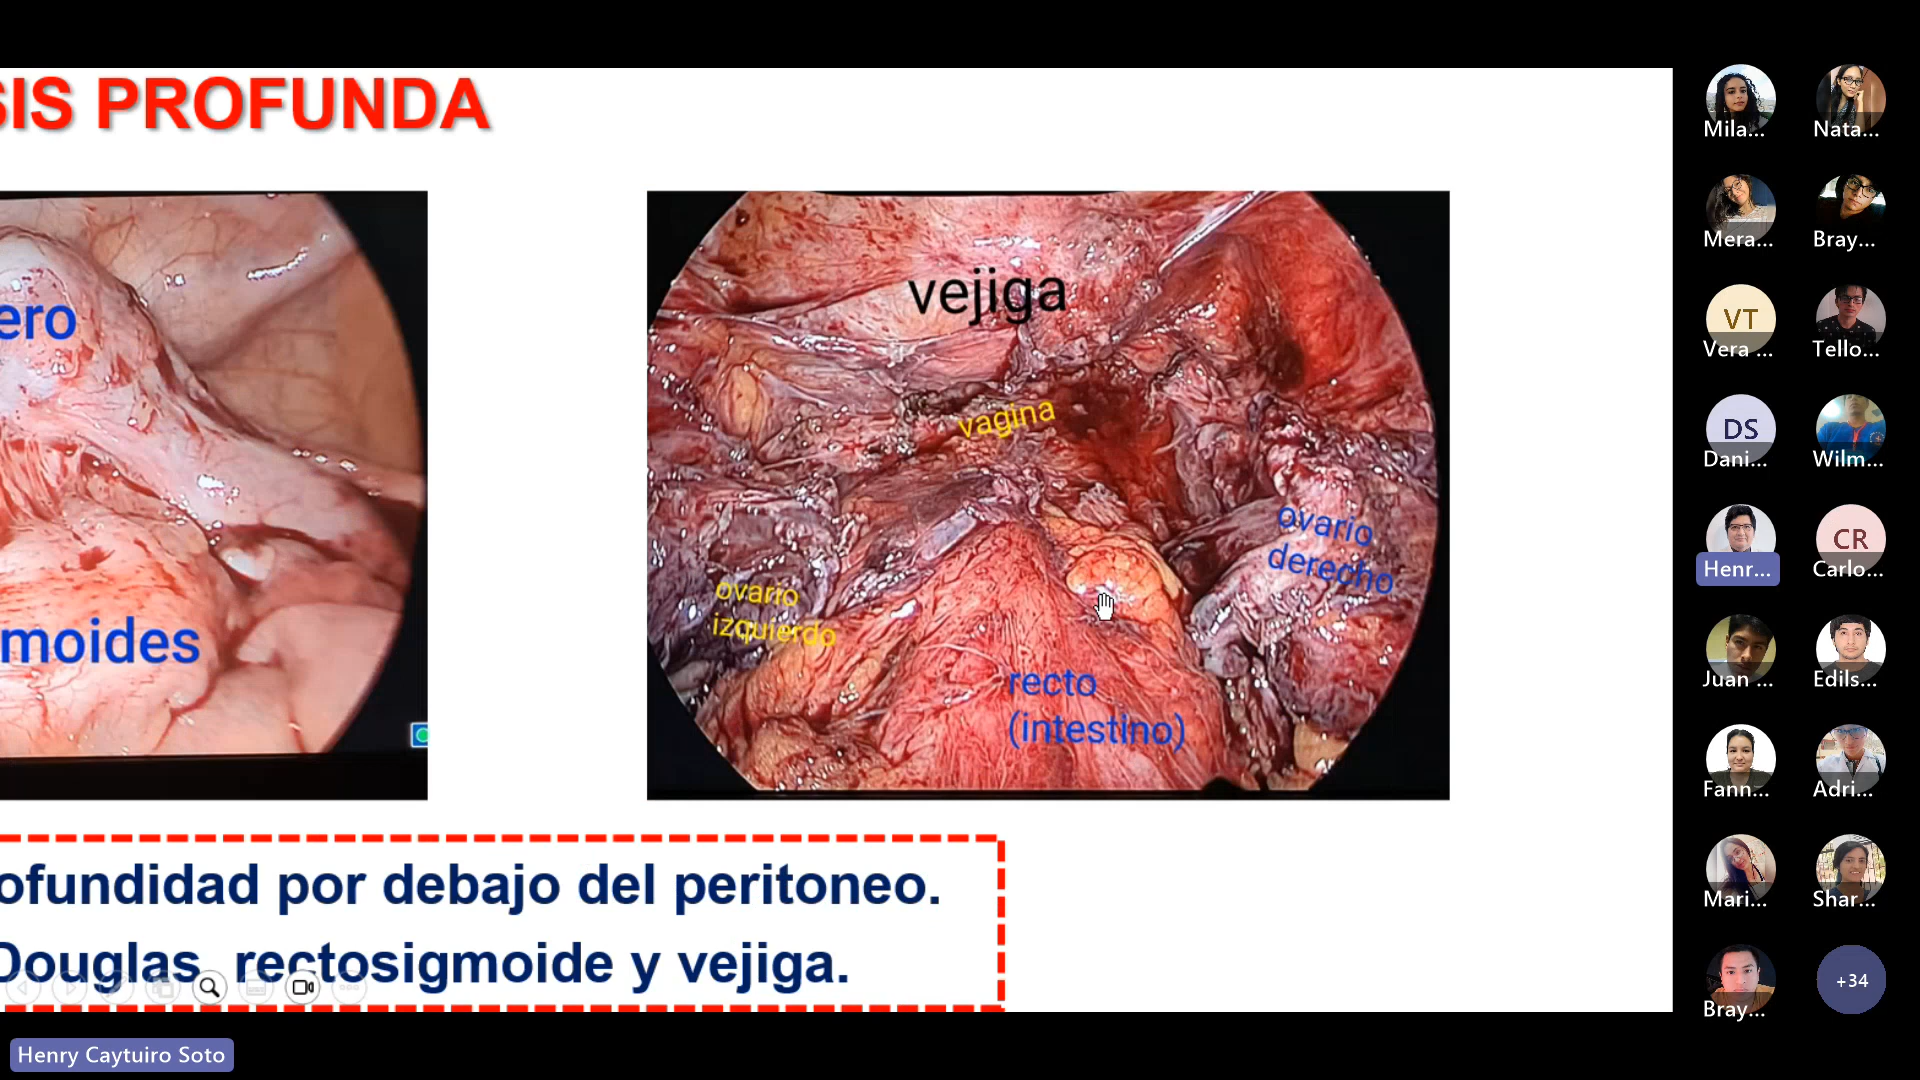 SIS PROFUNDA
ero
moides
vejiga
vagina
ovario
izquierdo
ovario
derecho
recto
(intestino)
ofundidad por debajo del peritoneo.
Douglas, rectosigmoide y vejiga.
Mila...
Nata...
Mera...
Bray...
VT
Vera ...
Tello...
DS
Dani...
Wilm...
Henr...
CR
Carlo...
Juan ...
Edils...
Fann...
Adri...
Mari...
Shar...
Bray...
+34
Henry Caytuiro Soto